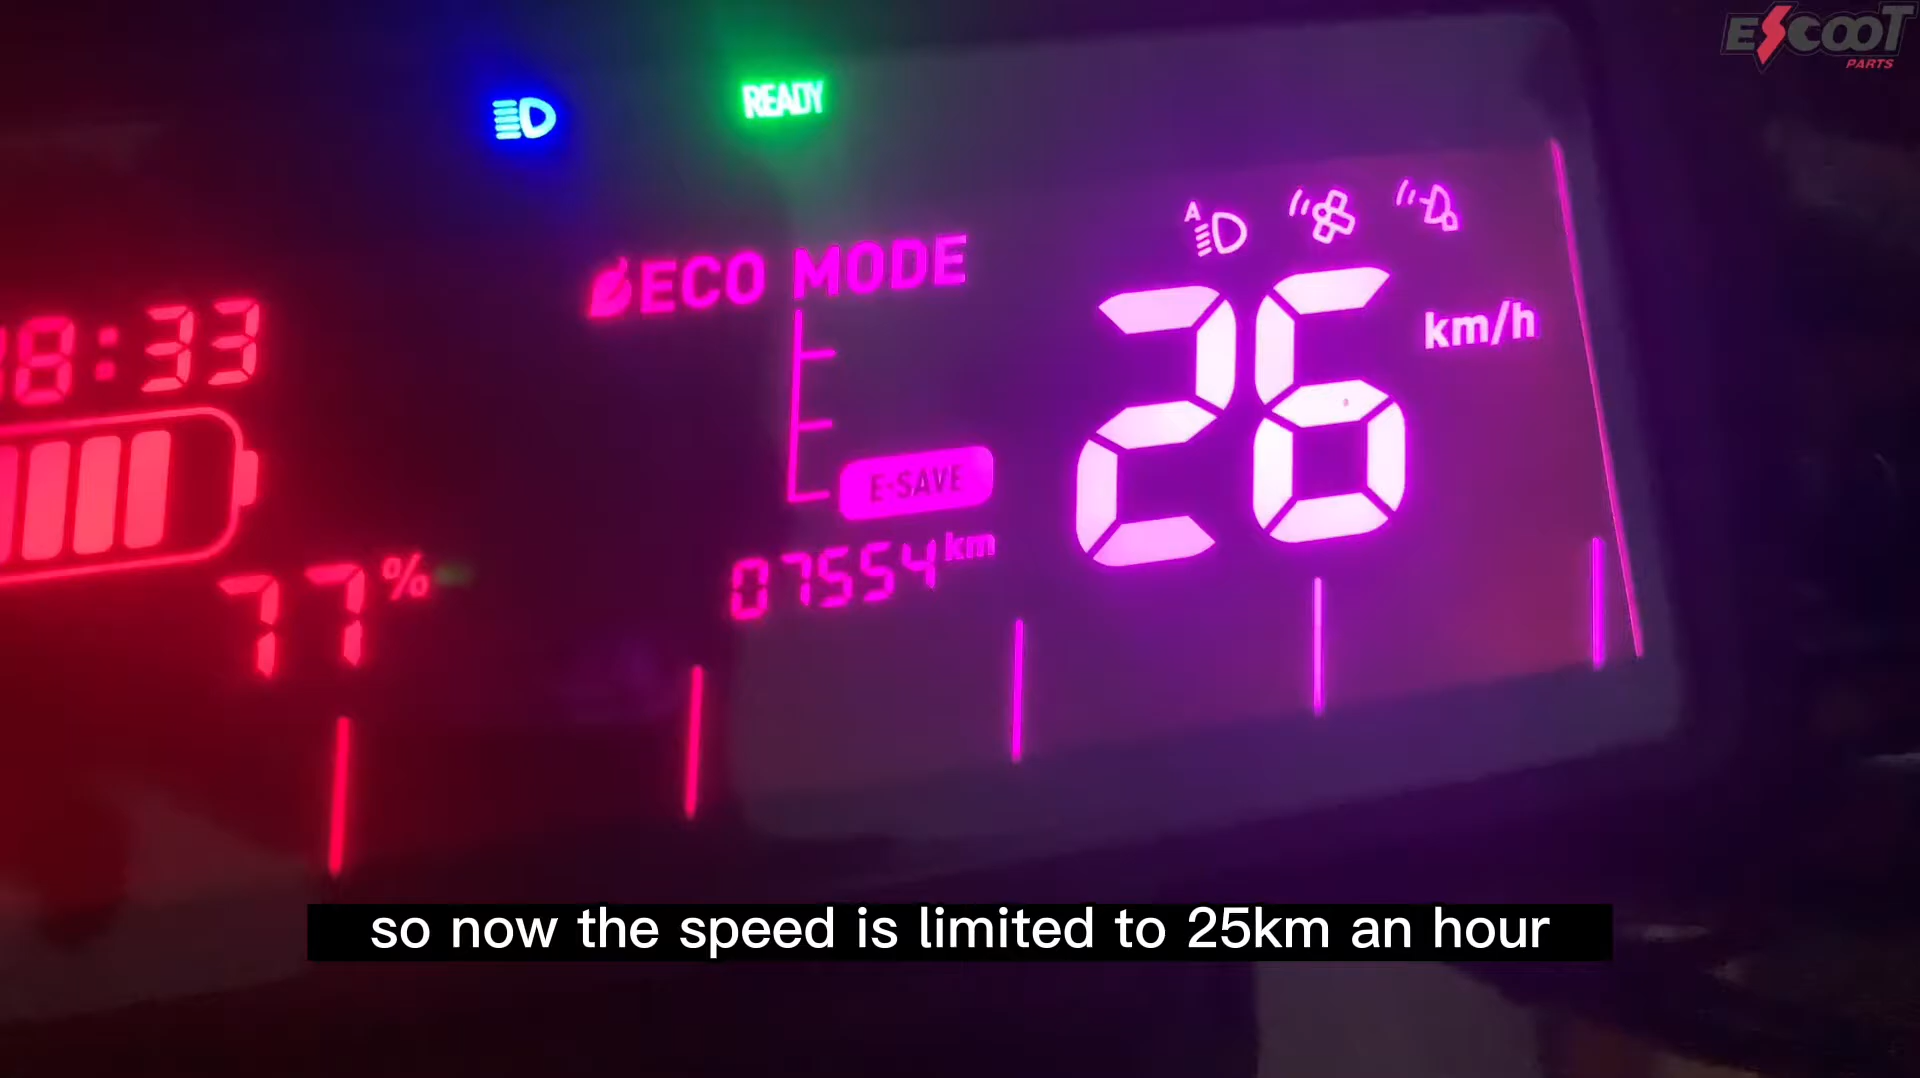 ESCOOT
PARTS
READY
A
ECO MODE
26 km/h
8:33
E-SAVE
07554 km
77%
so now the speed is limited to 25km an hour